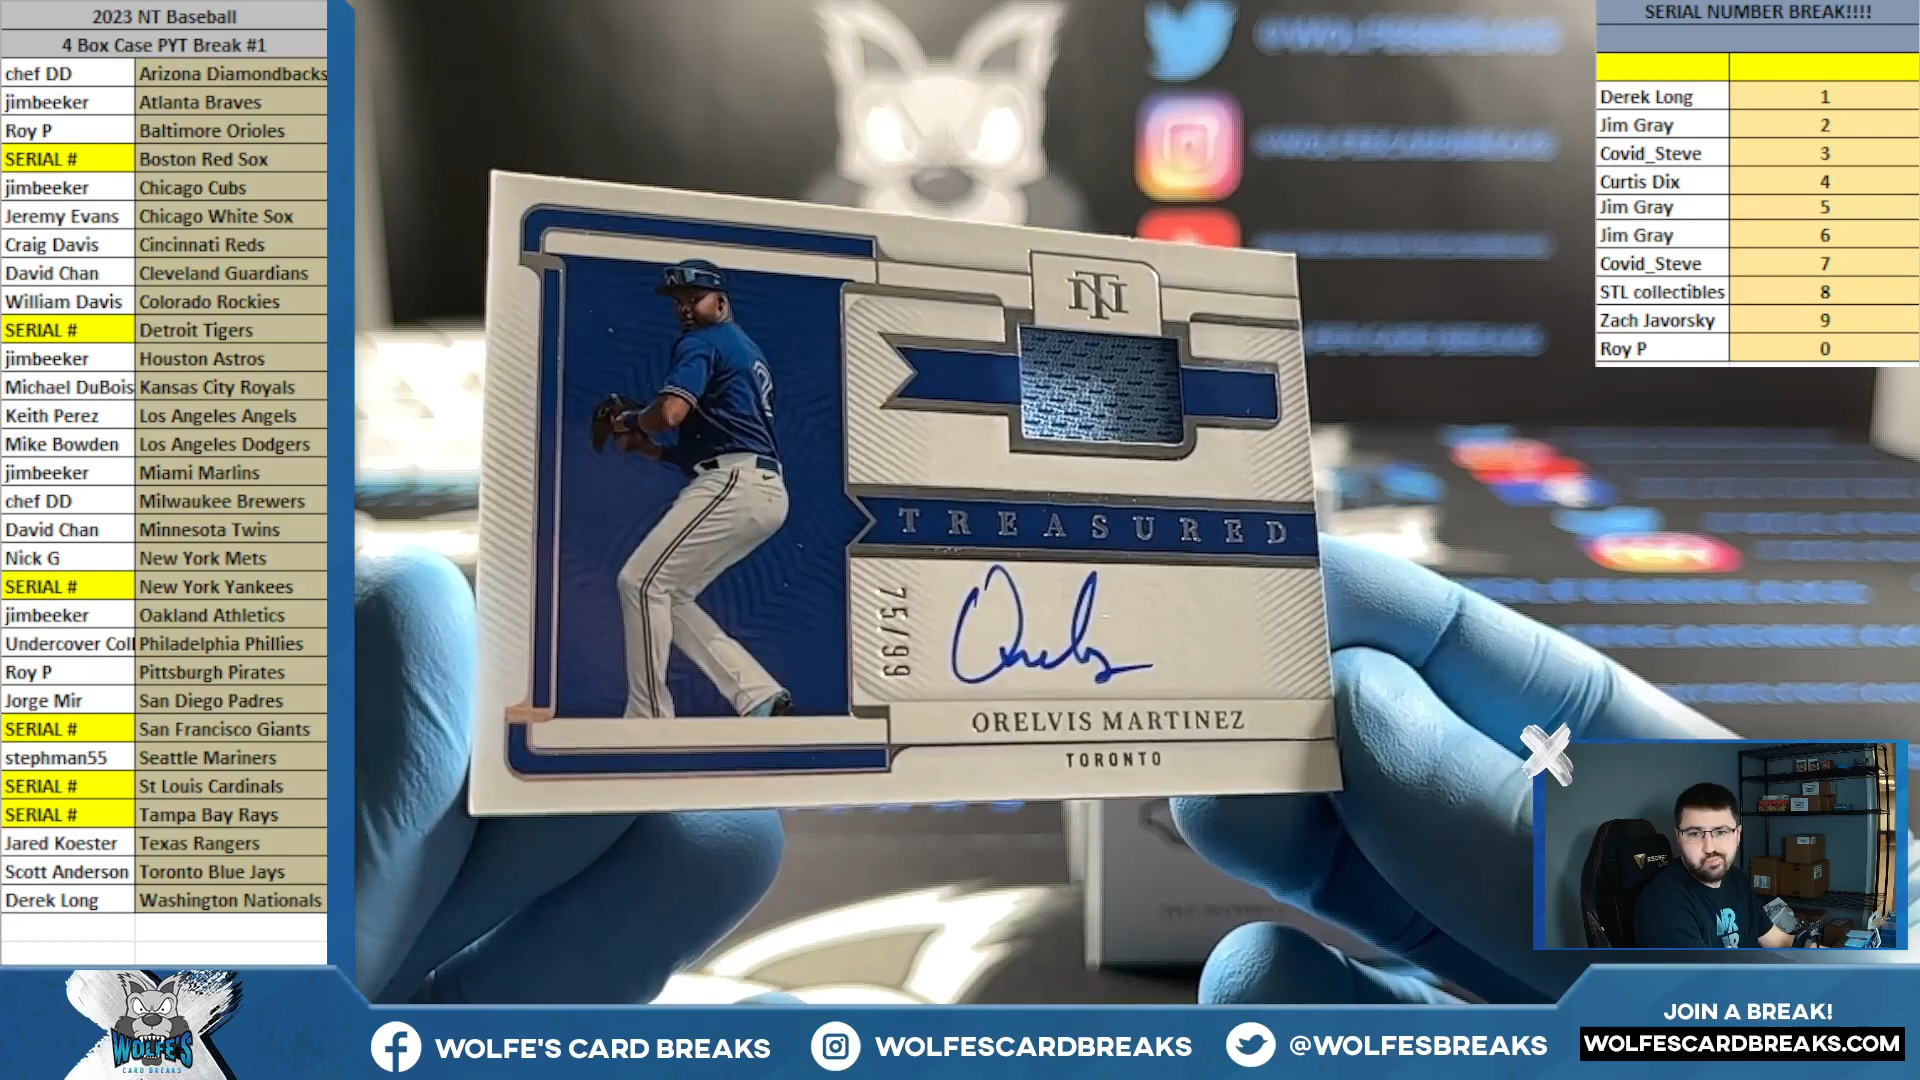 2023 NT Baseball
4 Box Case PYT Break #1
chef DD Arizona Diamondbacks
jimbeeker Atlanta Braves
Roy P Baltimore Orioles
SERIAL # Boston Red Sox
jimbeeker Chicago Cubs
Jeremy Evans Chicago White Sox
Craig Davis Cincinnati Reds
David Chan Cleveland Guardians
William Davis Colorado Rockies
SERIAL # Detroit Tigers
jimbeeker Houston Astros
Michael DuBois Kansas City Royals
Keith Perez Los Angeles Angels
Mike Bowden Los Angeles Dodgers
jimbeeker Miami Marlins
chef DD Milwaukee Brewers
David Chan Minnesota Twins
Nick G New York Mets
SERIAL # New York Yankees
jimbeeker Oakland Athletics
Undercover Coll Philadelphia Phillies
Roy P Pittsburgh Pirates
Jorge Mir San Diego Padres
SERIAL # San Francisco Giants
stephman55 Seattle Mariners
SERIAL # St Louis Cardinals
SERIAL # Tampa Bay Rays
Jared Koester Texas Rangers
Scott Anderson Toronto Blue Jays
Derek Long Washington Nationals
NT
TREASURED
75/99
ORELVIS MARTINEZ
TORONTO
SERIAL NUMBER BREAK!!!!
Derek Long 1
Jim Gray 2
Covid_Steve 3
Curtis Dix 4
Jim Gray 5
Jim Gray 6
Covid_Steve 7
STL collectibles 8
Zach Javorsky 9
Roy P 0
WOLFE'S
CARD BREAKS
WOLFE'S CARD BREAKS
WOLFESCARDBREAKS
@WOLFESBREAKS
JOIN A BREAK!
WOLFESCARDBREAKS.COM